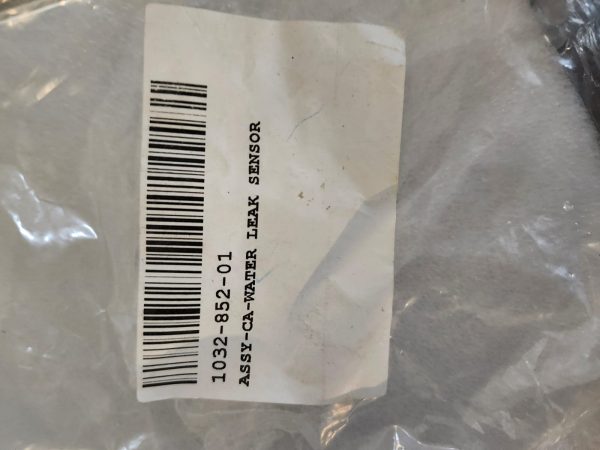 1032-852-01
ASSY-CA-WATER LEAK SENSOR